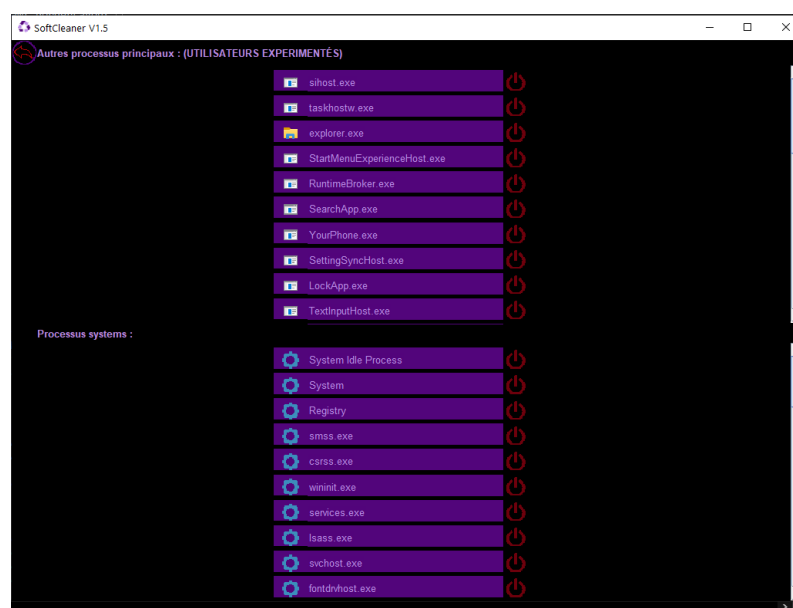 SoftCleaner V1.5
Autres processus principaux : (UTILISATEURS EXPERIMENTÉS)
sihost.exe
taskhostw.exe
explorer.exe
StartMenuExperienceHost.exe
RuntimeBroker.exe
SearchApp.exe
YourPhone.exe
SettingSyncHost.exe
LockApp.exe
TextInputHost.exe
Processus systems :
System Idle Process
System
Registry
smss.exe
csrss.exe
wininit.exe
services.exe
lsass.exe
svchost.exe
fontdrvhost.exe